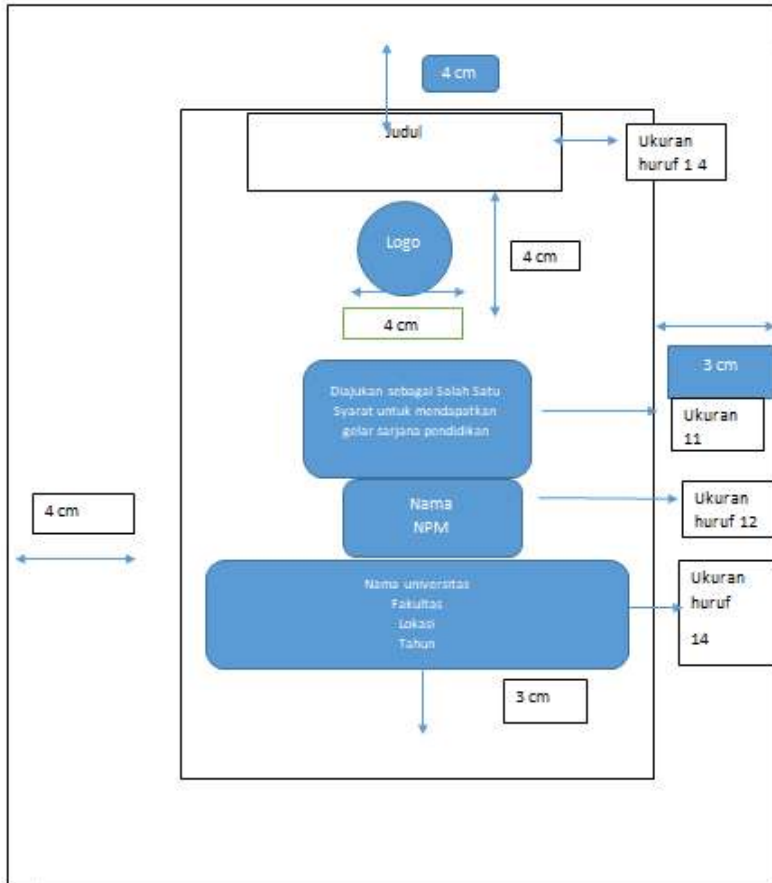 4 cm
Judul
Ukuran
huruf 1 4
Logo
4 cm
4 cm
3 cm
Diajukan sebagai Salah Satu
Syarat untuk mendapatkan
gelar sarjana pendidikan
Ukuran
11
4 cm
Nama
NPM
Ukuran
huruf 12
Nama universitas
Fakultas
Lokasi
Tahun
Ukuran
huruf
14
3 cm